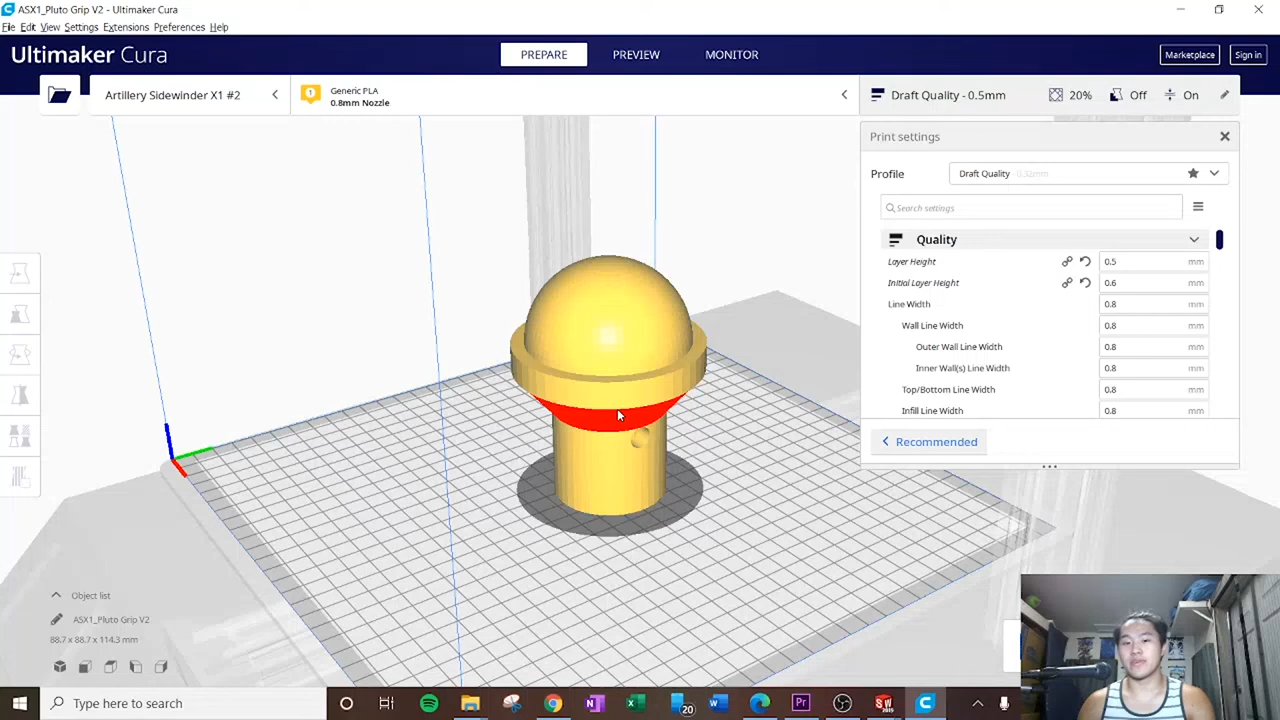 ASX1_Pluto Grip V2 - Ultimaker Cura
File Edit View Settings Extensions Preferences Help
Ultimaker Cura
PREPARE
PREVIEW
MONITOR
Marketplace
Sign in
Artillery Sidewinder X1 #2
1
Generic PLA
0.8mm Nozzle
Draft Quality - 0.5mm
20%
Off
On
Print settings
Profile
Draft Quality - 0.32mm
Search settings
Quality
Layer Height 0.5 mm
Initial Layer Height 0.6 mm
Line Width 0.8 mm
Wall Line Width 0.8 mm
Outer Wall Line Width 0.8 mm
Inner Wall(s) Line Width 0.8 mm
Top/Bottom Line Width 0.8 mm
Infill Line Width 0.8 mm
Recommended
Object list
ASX1_Pluto Grip V2
88.7 x 88.7 x 114.3 mm
Type here to search
20